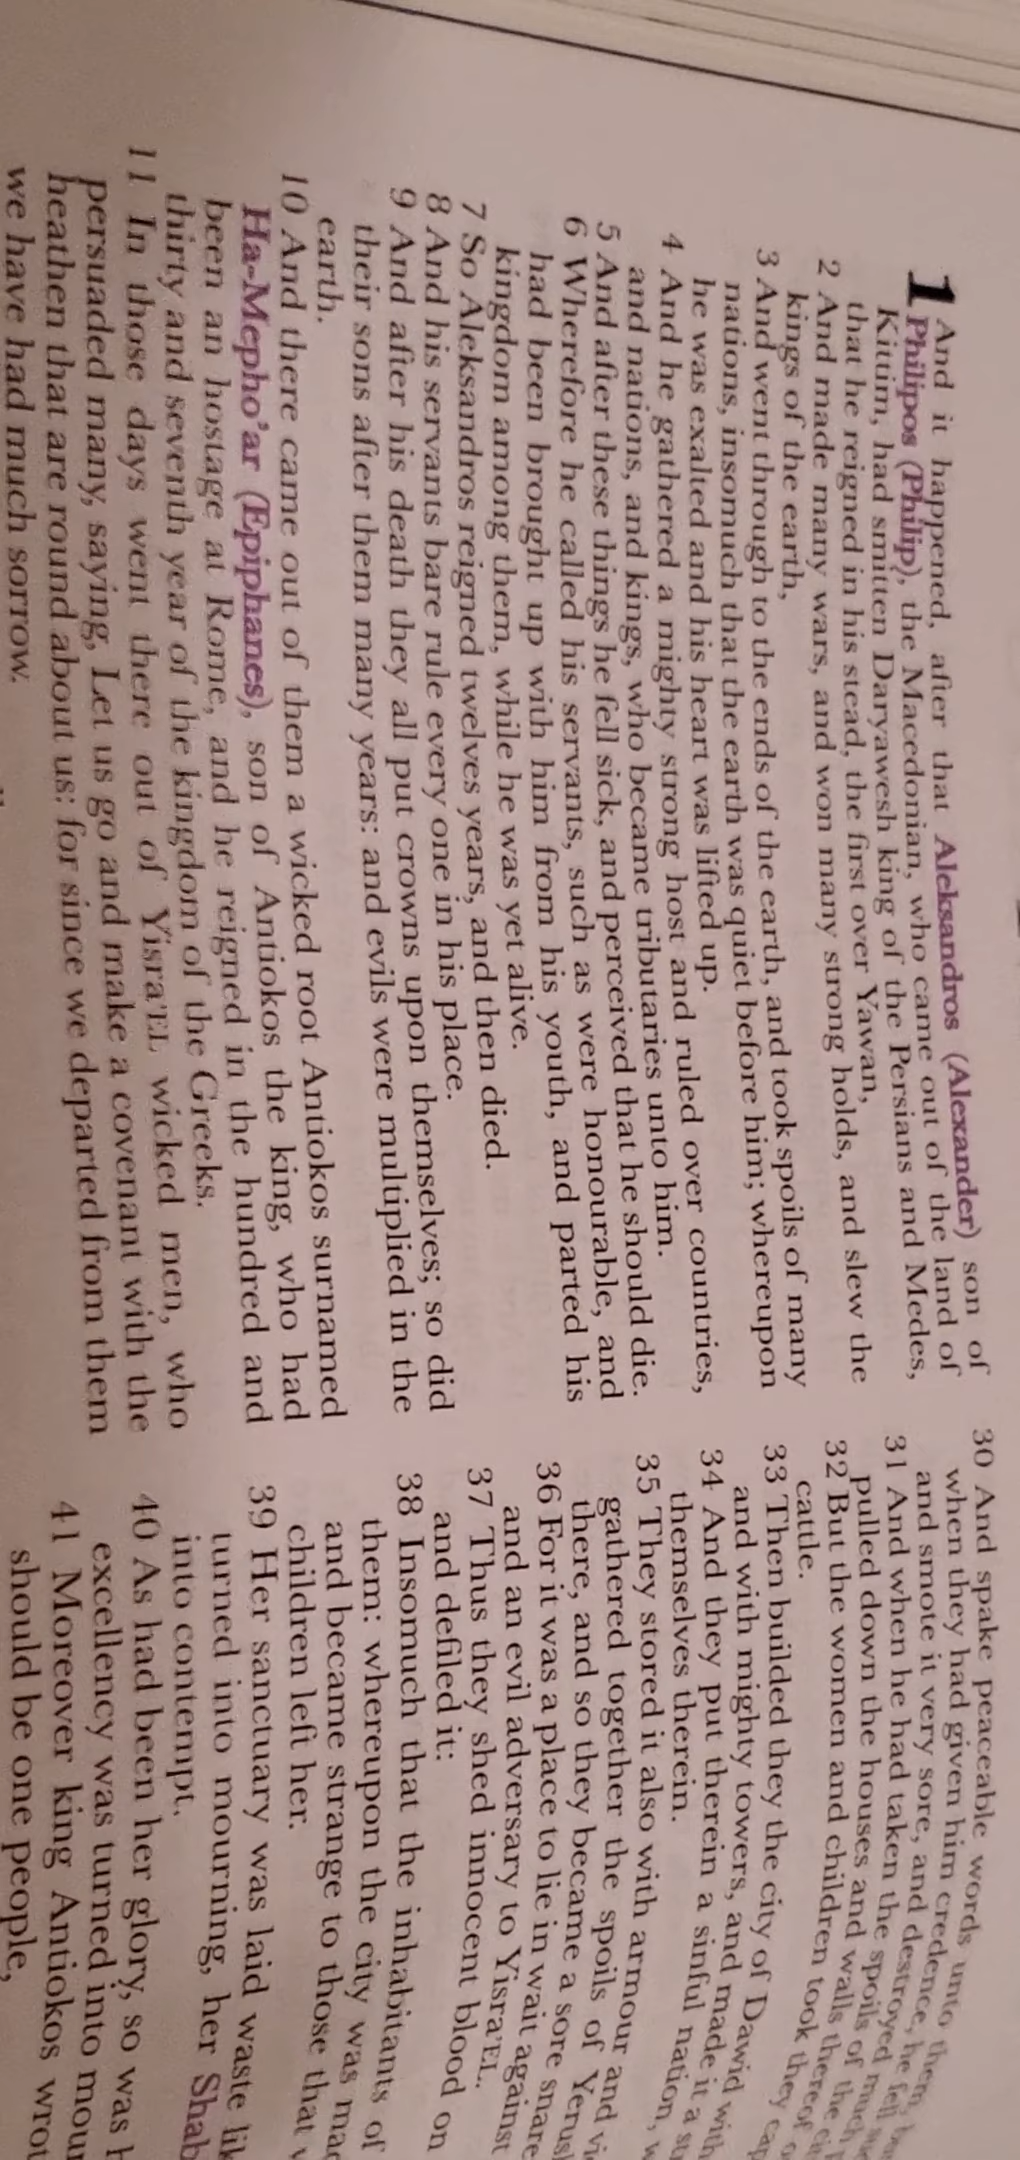 1 And it happened, after that Aleksandros (Alexander) son of
Philipos (Philip), the Macedonian, who came out of the land of
Kittim, had smitten Daryawesh king of the Persians and Medes,
that he reigned in his stead, the first over Yawan,
2 And made many wars, and won many strong holds, and slew the
kings of the earth,
3 And went through to the ends of the earth, and took spoils of many
nations, insomuch that the earth was quiet before him; whereupon
he was exalted and his heart was lifted up.
4 And he gathered a mighty strong host and ruled over countries,
and nations, and kings, who became tributaries unto him.
5 And after these things he fell sick, and perceived that he should die.
6 Wherefore he called his servants, such as were honourable, and
had been brought up with him from his youth, and parted his
kingdom among them, while he was yet alive.
7 So Aleksandros reigned twelves years, and then died.
8 And his servants bare rule every one in his place.
9 And after his death they all put crowns upon themselves; so did
their sons after them many years: and evils were multiplied in the
earth.
10 And there came out of them a wicked root Antiokos surnamed
Ha-Mepho'ar (Epiphanes), son of Antiokos the king, who had
been an hostage at Rome, and he reigned in the hundred and
thirty and seventh year of the kingdom of the Greeks.
11 In those days went there out of Yisra'EL wicked men, who
persuaded many, saying, Let us go and make a covenant with the
heathen that are round about us: for since we departed from them
we have had much sorrow.
30 And spake peaceable words unto them,
when they had given him credence, he fell
and smote it very sore, and destroyed
31 And when he had taken the spoils of
pulled down the houses and walls thereof
32 But the women and children took they
cattle.
33 Then builded they the city of Dawid with
and with mighty towers, and made it a
34 And they put therein a sinful nation,
themselves therein.
35 They stored it also with armour and
gathered together the spoils of
there, and so they became a sore snare
36 For it was a place to lie in wait against
and an evil adversary to Yisra'EL.
37 Thus they shed innocent blood on
and defiled it:
38 Insomuch that the inhabitants of
them: whereupon the city was
and became strange to those that
children left her.
39 Her sanctuary was laid waste
turned into mourning, her
into contempt.
40 As had been her glory, so was
excellency was turned into
41 Moreover king Antiokos
should be one people,